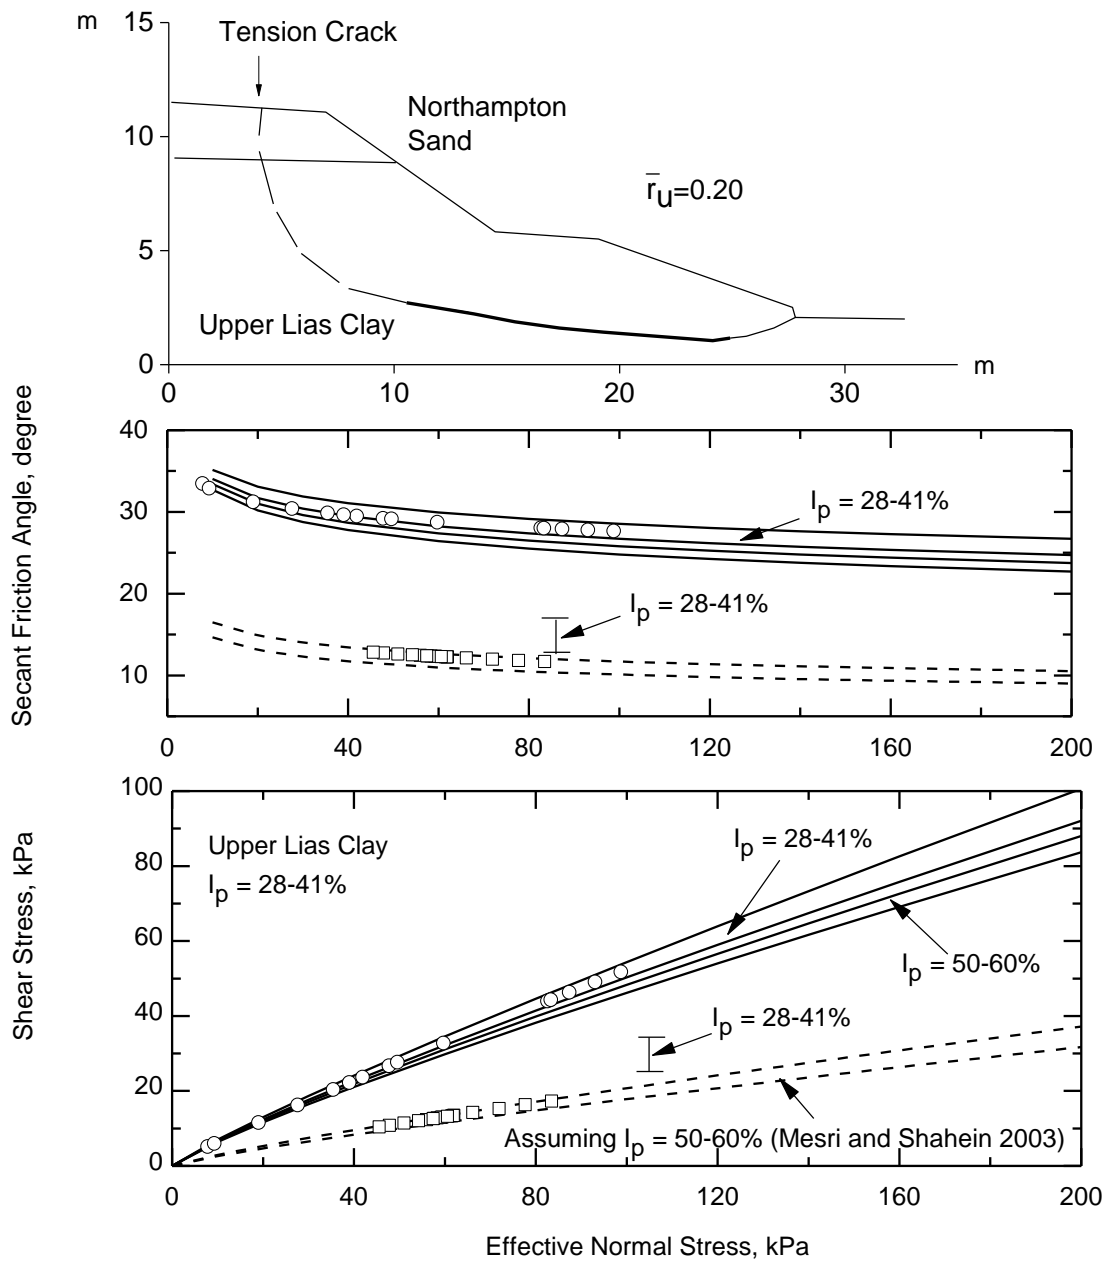 m
15
Tension Crack
Northampton
Sand
10
r̄u=0.20
5
Upper Lias Clay
0
m
0 10 20 30
Secant Friction Angle, degree
40
30
20
10
Ip = 28-41%
Ip = 28-41%
0 40 80 120 160 200
Shear Stress, kPa
100
80
60
40
20
0
Upper Lias Clay
Ip = 28-41%
Ip = 28-41%
Ip = 50-60%
Ip = 28-41%
Assuming Ip = 50-60% (Mesri and Shahein 2003)
0 40 80 120 160 200
Effective Normal Stress, kPa